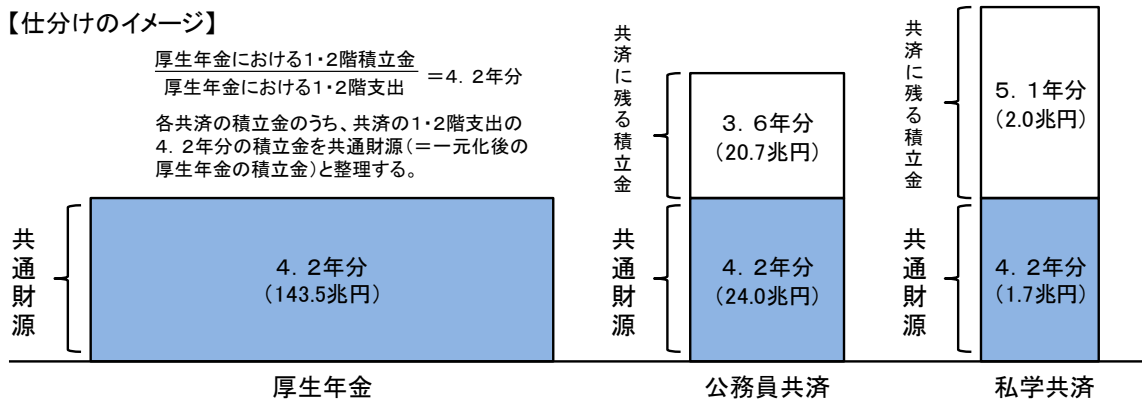 【仕分けのイメージ】
厚生年金における1・2階積立金
厚生年金における1・2階支出
＝4．2年分
各共済の積立金のうち、共済の1・2階支出の
4．2年分の積立金を共通財源(＝一元化後の
厚生年金の積立金)と整理する。
共通財源
4．2年分
(143.5兆円)
厚生年金
共済に残る積立金
3．6年分
(20.7兆円)
共通財源
4．2年分
(24.0兆円)
公務員共済
共済に残る積立金
5．1年分
(2.0兆円)
共通財源
4．2年分
(1.7兆円)
私学共済